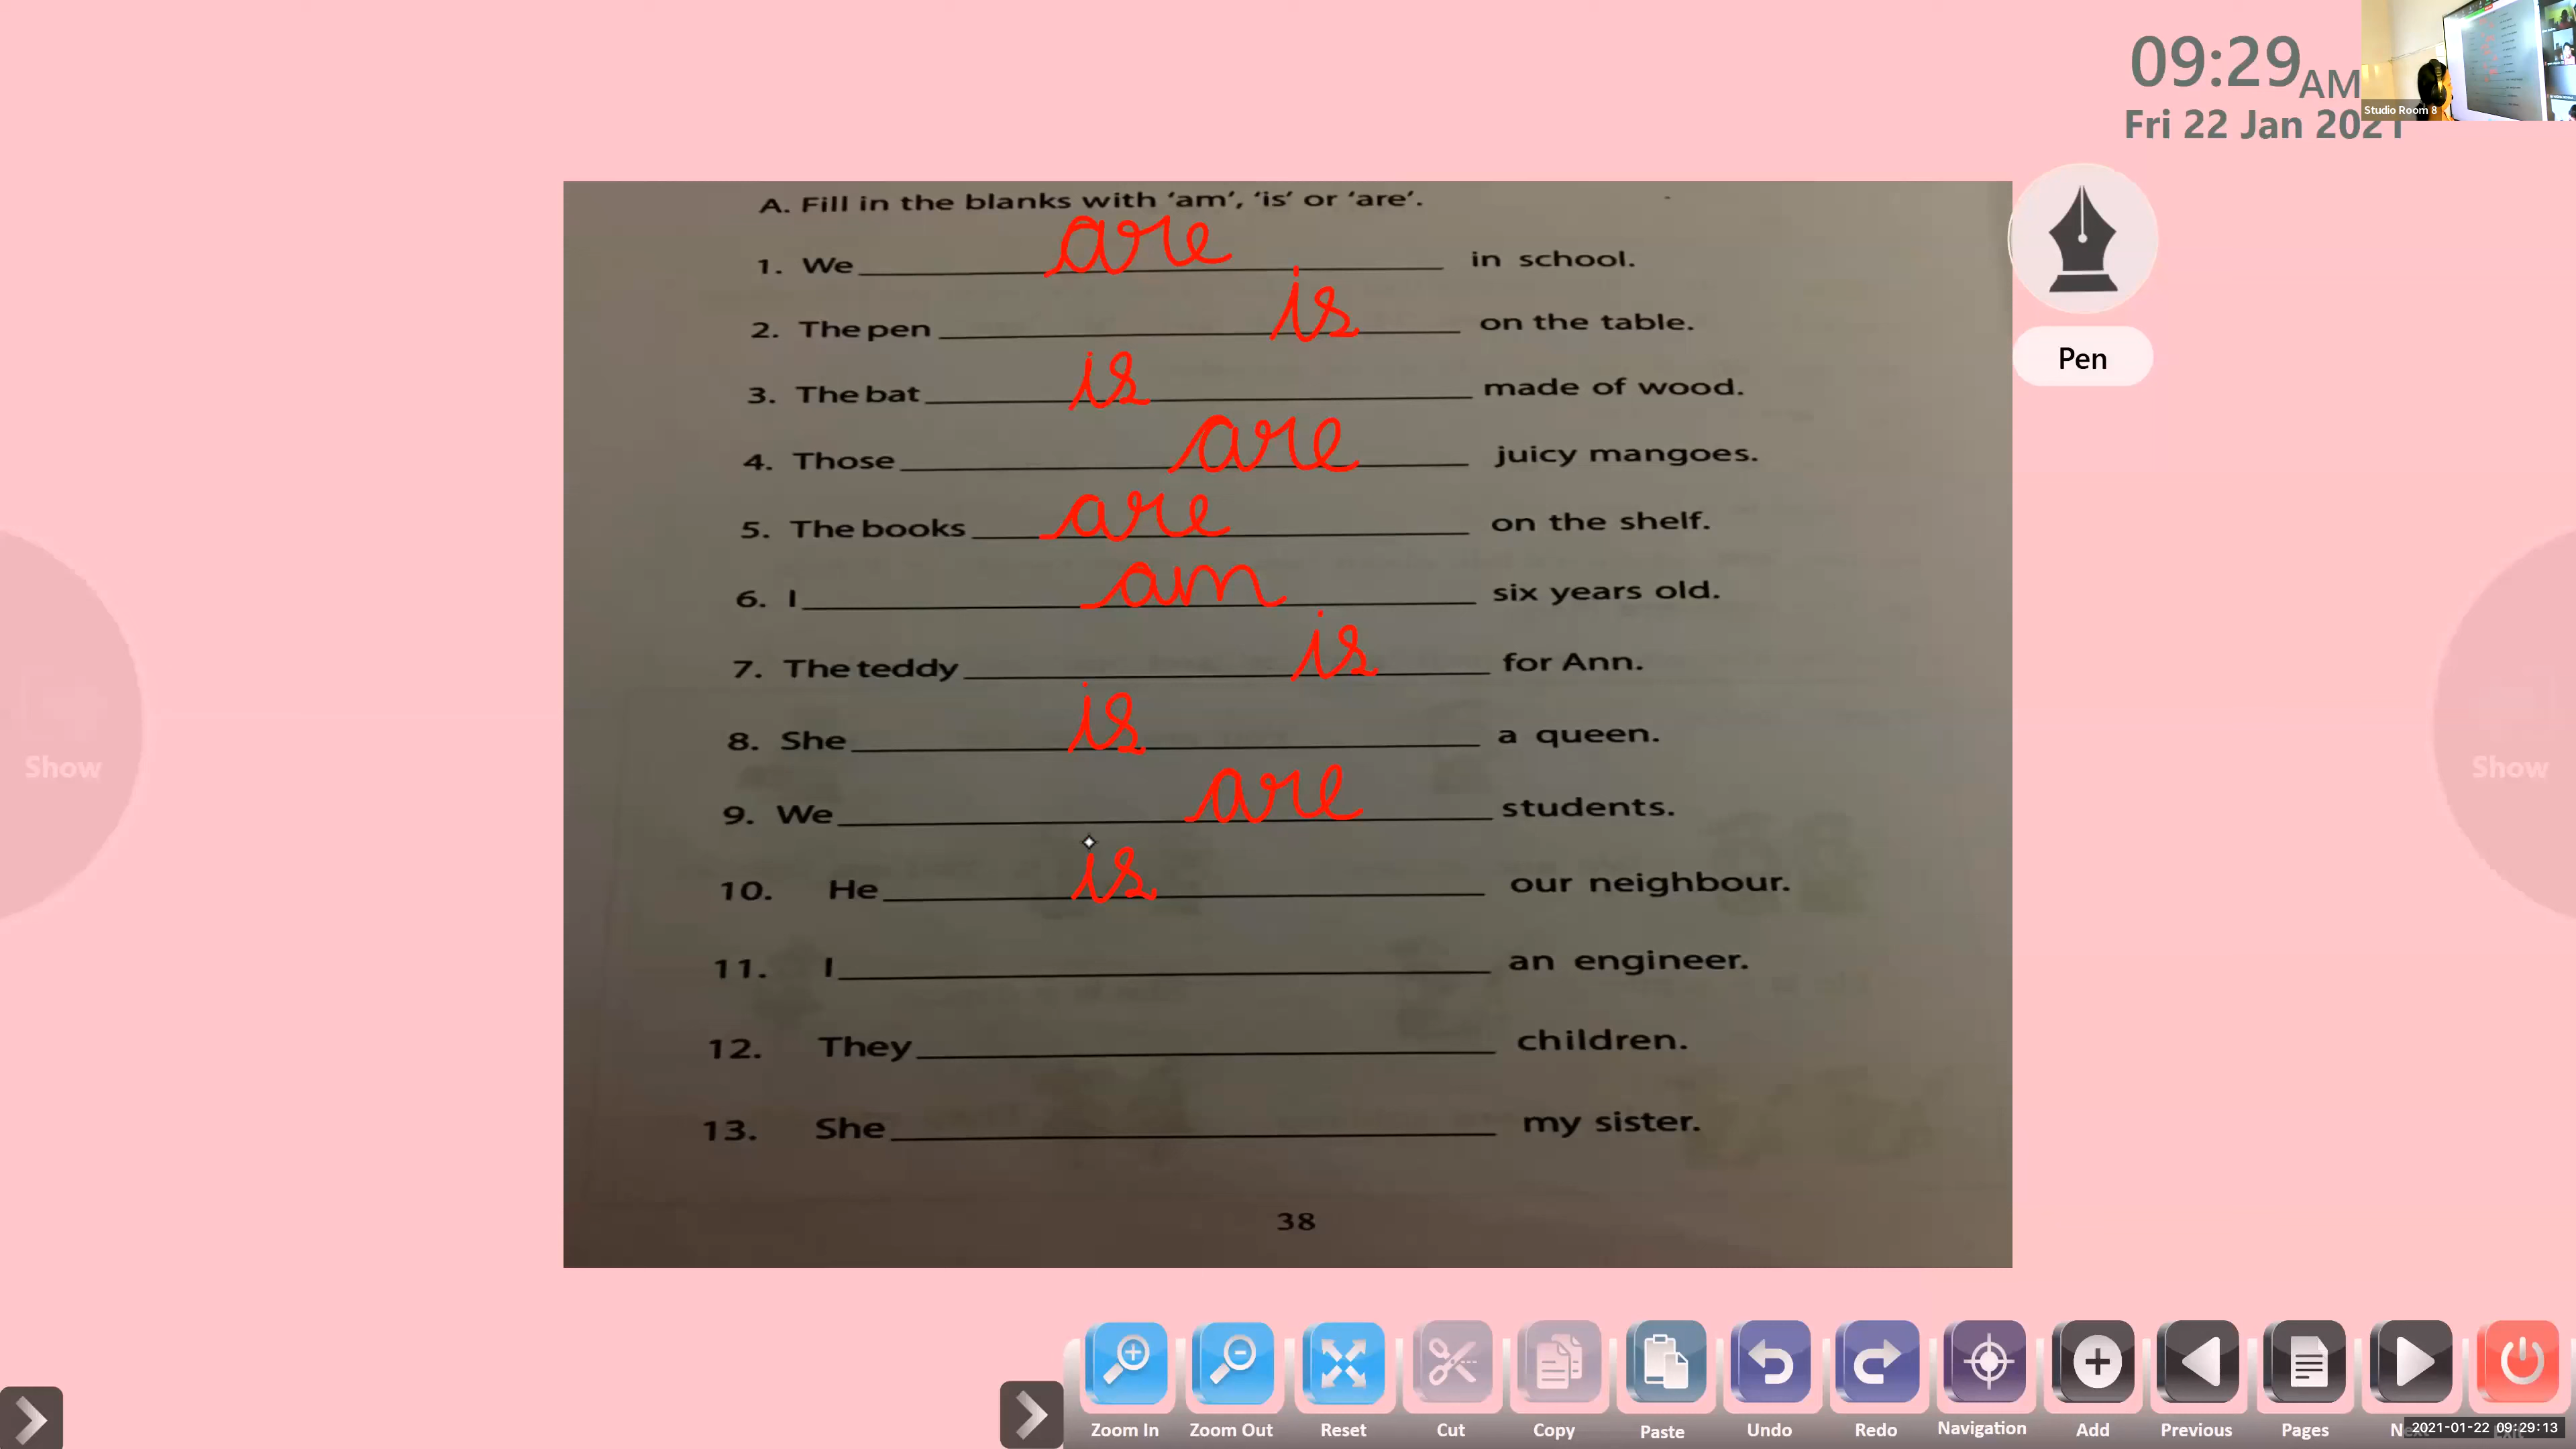 09:29 AM
Fri 22 Jan 2021
Studio Room 8
Pen
A. Fill in the blanks with ‘am’, ‘is’ or ‘are’.
1. We are in school.
2. The pen is on the table.
3. The bat is made of wood.
4. Those are juicy mangoes.
5. The books are on the shelf.
6. I am six years old.
7. The teddy is for Ann.
8. She is a queen.
9. We are students.
10. He is our neighbour.
11. I an engineer.
12. They children.
13. She my sister.
38
Show
Show
Zoom In Zoom Out Reset Cut Copy Paste Undo Redo Navigation Add Previous Pages
2021-01-22 09:29:13